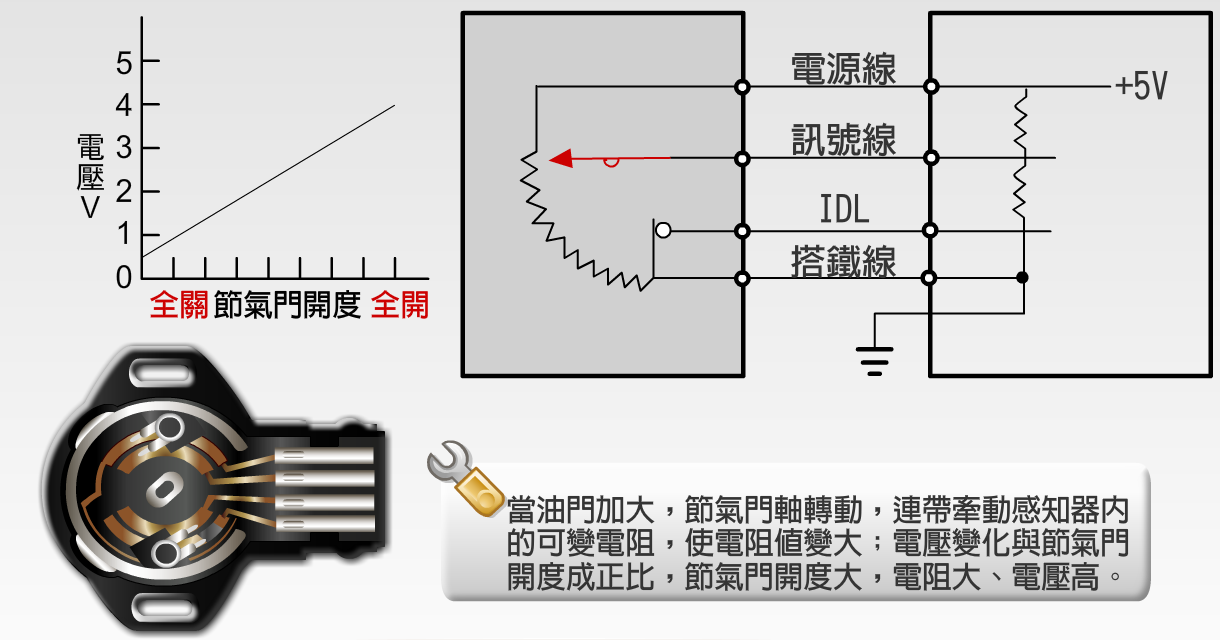 5
4
3
2
1
0
電壓V
全關 節氣門開度 全開
電源線
訊號線
IDL
搭鐵線
+5V
當油門加大，節氣門軸轉動，連帶牽動感知器內
的可變電阻，使電阻值變大；電壓變化與節氣門
開度成正比，節氣門開度大，電阻大、電壓高。